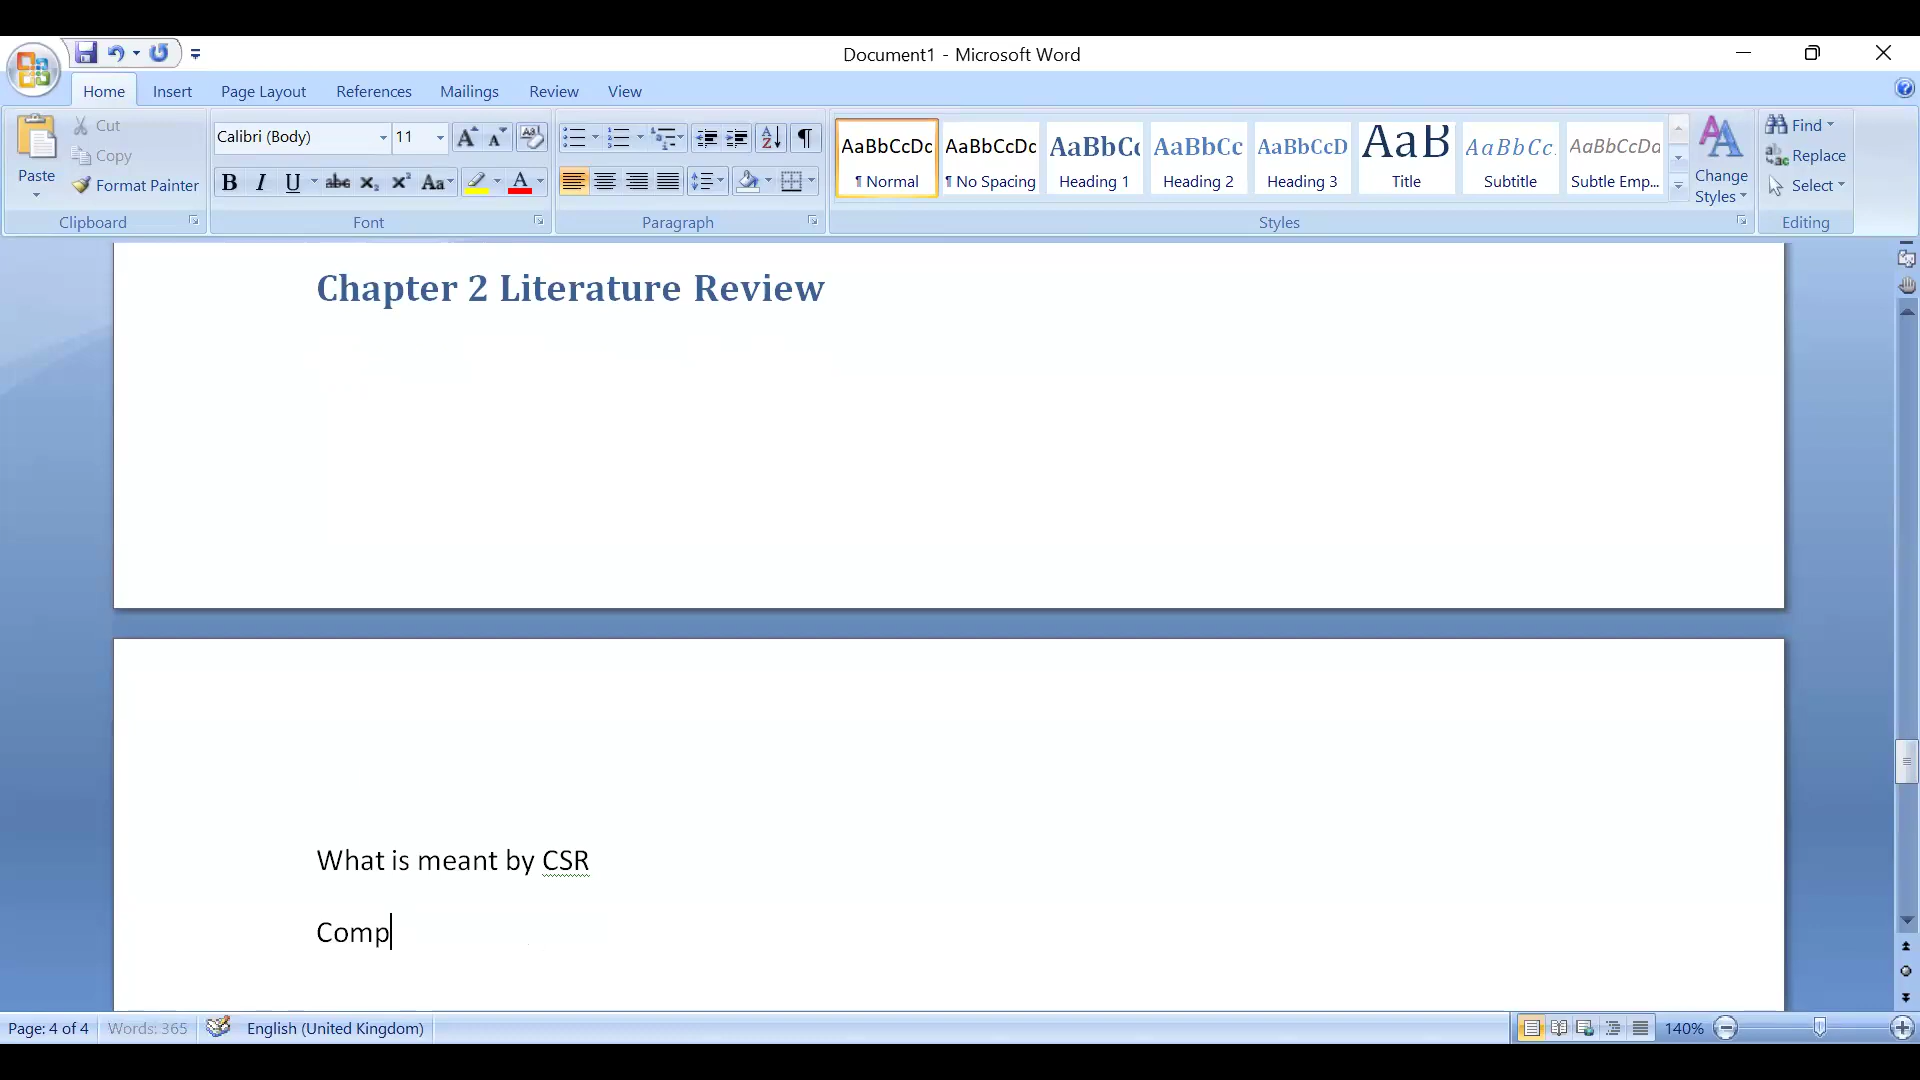 Document1 - Microsoft Word
Home Insert Page Layout References Mailings Review View
Paste
Cut
Copy
Format Painter
Clipboard
Calibri (Body) 11
B I U abc x₂ x² Aa
A
Font
Paragraph
AaBbCcDc AaBbCcDc AaBbCc AaBbCc AaBbCcD AaB AaBbCc. AaBbCcDa
¶ Normal ¶ No Spacing Heading 1 Heading 2 Heading 3 Title Subtitle Subtle Emp...
Change
Styles
Styles
Find
Replace
Select
Editing
Chapter 2 Literature Review
What is meant by CSR
Comp
Page: 4 of 4 Words: 365 English (United Kingdom) 140%